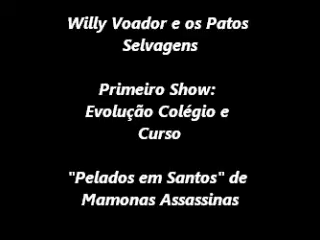 Willy Voador e os Patos
Selvagens
Primeiro Show:
Evolução Colégio e
Curso
"Pelados em Santos" de
Mamonas Assassinas